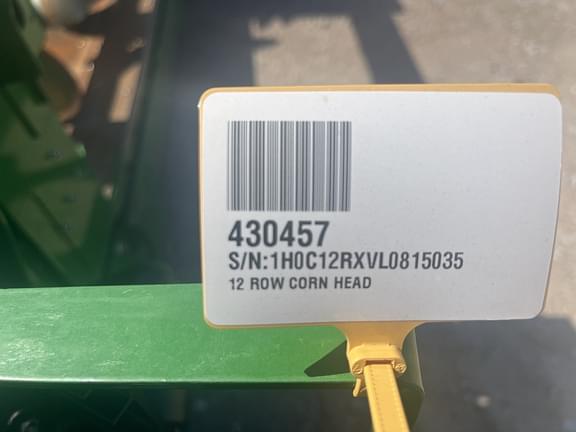 430457
S/N:1H0C12RXVL0815035
12 ROW CORN HEAD